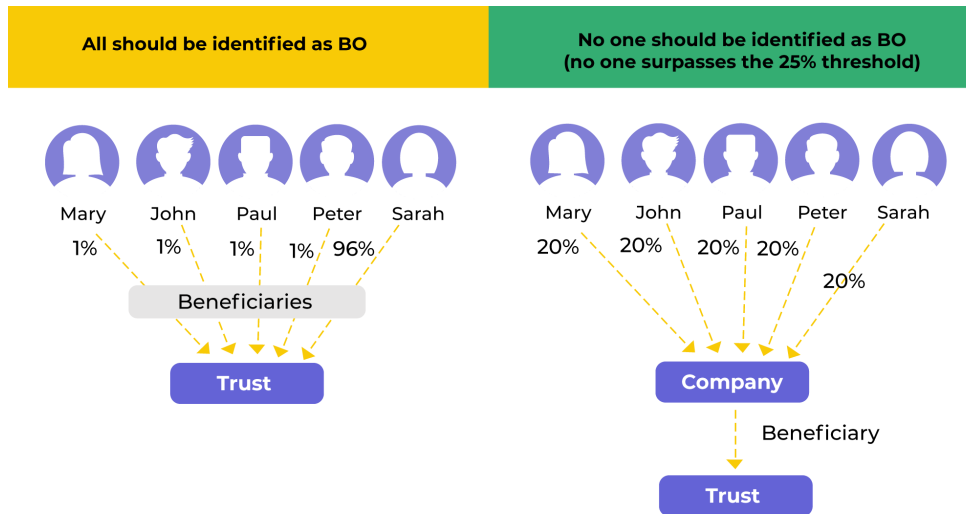 All should be identified as BO
No one should be identified as BO
(no one surpasses the 25% threshold)
Mary John Paul Peter Sarah
1% 1% 1% 1% 96%
Beneficiaries
Trust
Mary John Paul Peter Sarah
20% 20% 20% 20%
20%
Company
Beneficiary
Trust